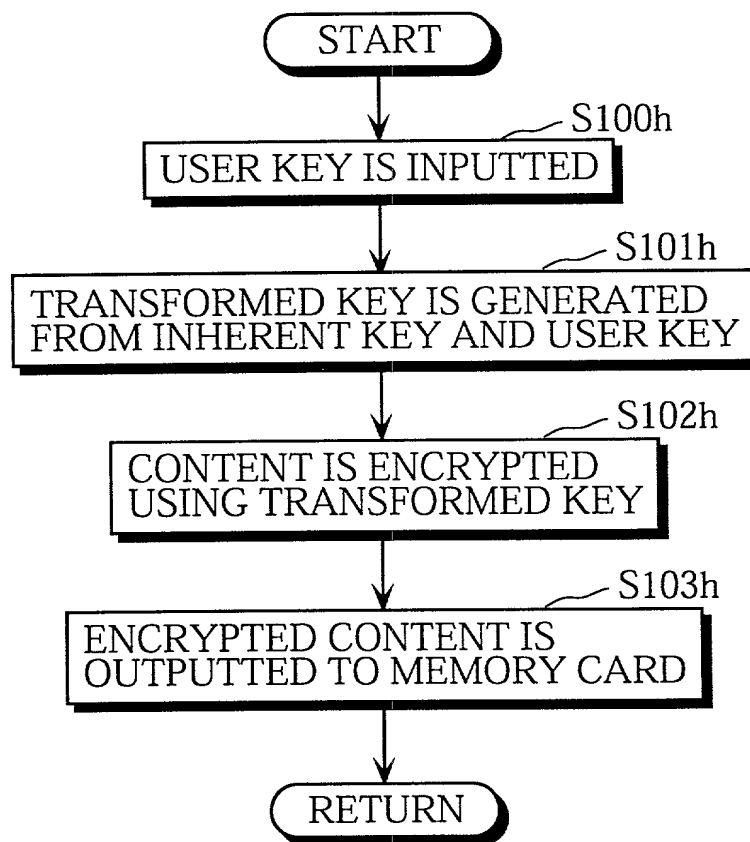 START
S100h
USER KEY IS INPUTTED
S101h
TRANSFORMED KEY IS GENERATED
FROM INHERENT KEY AND USER KEY
S102h
CONTENT IS ENCRYPTED
USING TRANSFORMED KEY
S103h
ENCRYPTED CONTENT IS
OUTPUTTED TO MEMORY CARD
RETURN